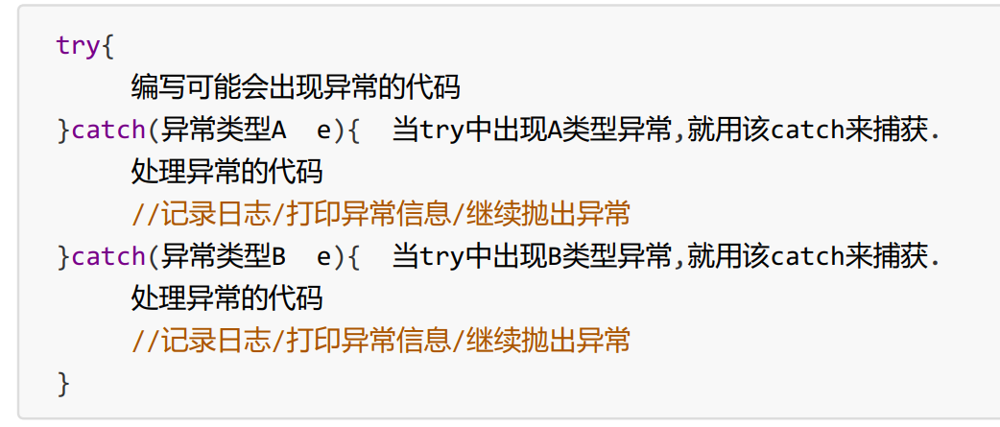 try{
编写可能会出现异常的代码
}catch(异常类型A  e){  当try中出现A类型异常,就用该catch来捕获.
处理异常的代码
//记录日志/打印异常信息/继续抛出异常
}catch(异常类型B  e){  当try中出现B类型异常,就用该catch来捕获.
处理异常的代码
//记录日志/打印异常信息/继续抛出异常
}